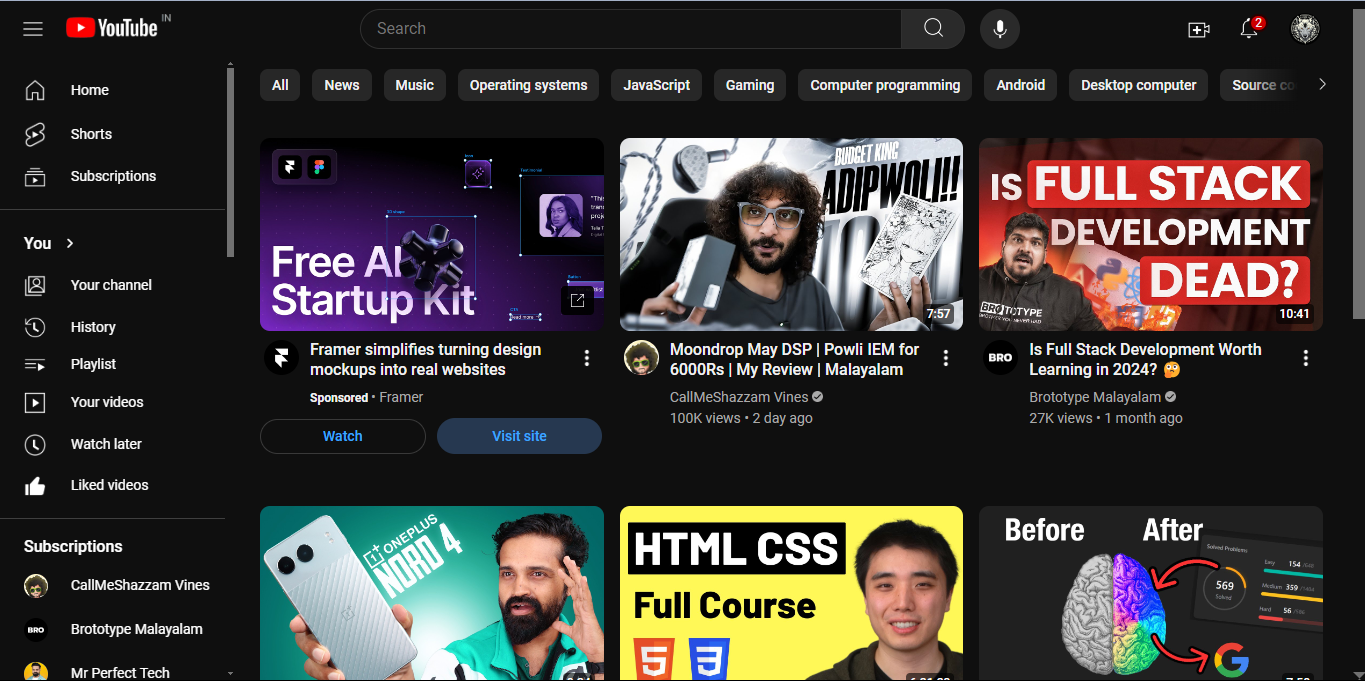 YouTube IN
Search
2
Home
Shorts
Subscriptions
You
Your channel
History
Playlist
Your videos
Watch later
Liked videos
Subscriptions
CallMeShazzam Vines
BRO
Brototype Malayalam
Mr Perfect Tech
All
News
Music
Operating systems
JavaScript
Gaming
Computer programming
Android
Desktop computer
Source co
Free AI
Startup Kit
Framer simplifies turning design
mockups into real websites
Sponsored • Framer
Watch
Visit site
BUDGET KING
ADIPWOLI!!
7:57
Moondrop May DSP | Powli IEM for
6000Rs | My Review | Malayalam
CallMeShazzam Vines
100K views • 2 day ago
IS FULL STACK
DEVELOPMENT
DEAD?
BROTOTYPE
10:41
BRO
Is Full Stack Development Worth
Learning in 2024? 🤔
Brototype Malayalam
27K views • 1 month ago
1+ ONEPLUS
NORD 4
HTML CSS
Full Course
5
3
Before After
Solved Problems
569
Solved
Easy 154
Medium 359
Hard 56
G